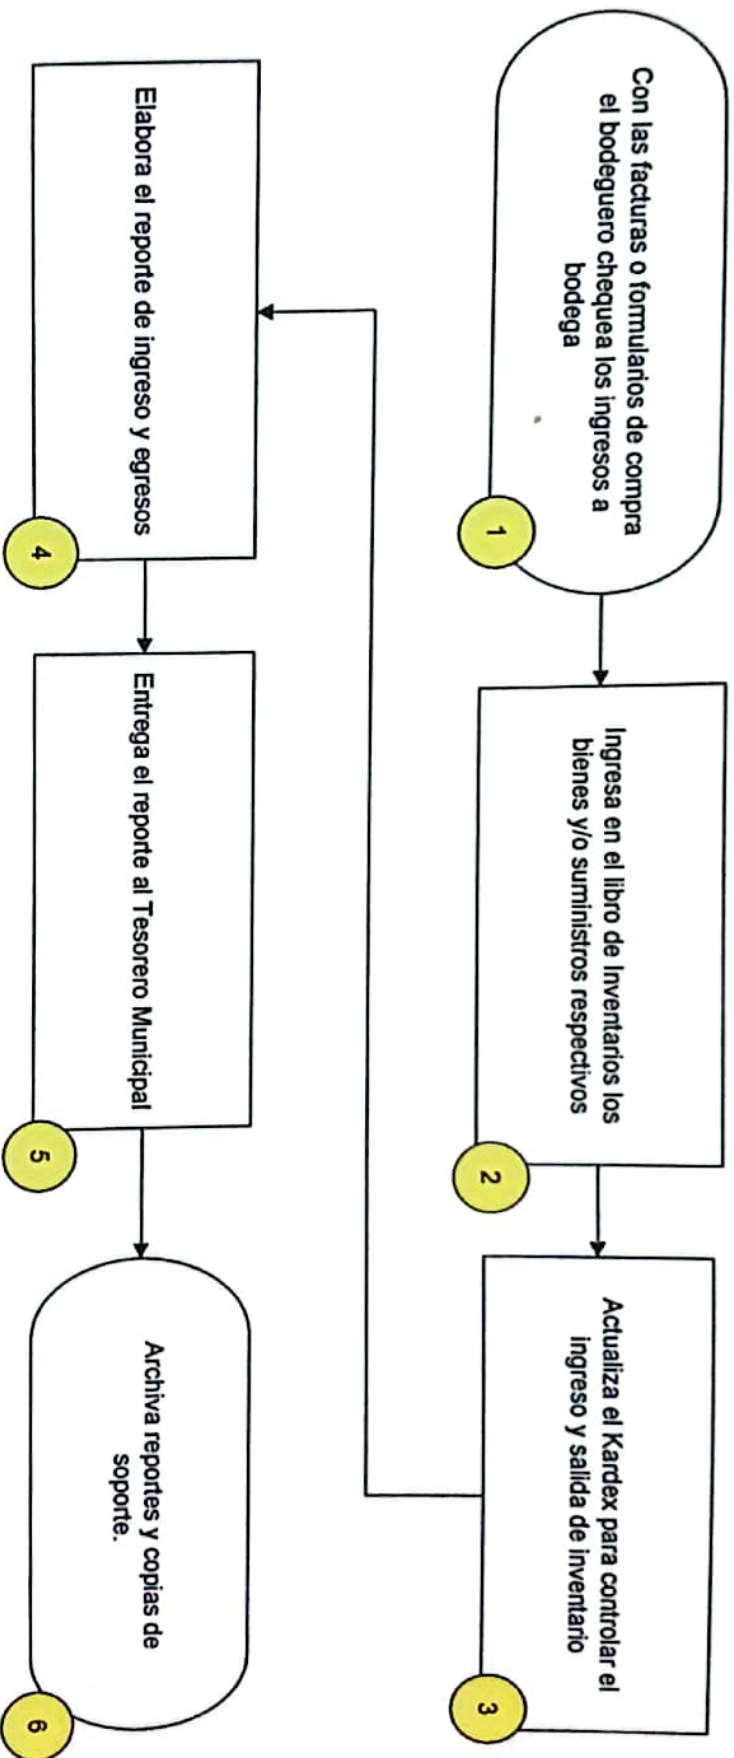 Con las facturas o formularios de compra
el bodeguero chequea los ingresos a
bodega
1
Ingresa en el libro de Inventarios los
bienes y/o suministros respectivos
2
Actualiza el Kardex para controlar el
ingreso y salida de inventario
3
Elabora el reporte de ingreso y egresos
4
Entrega el reporte al Tesorero Municipal
5
Archiva reportes y copias de
soporte.
6